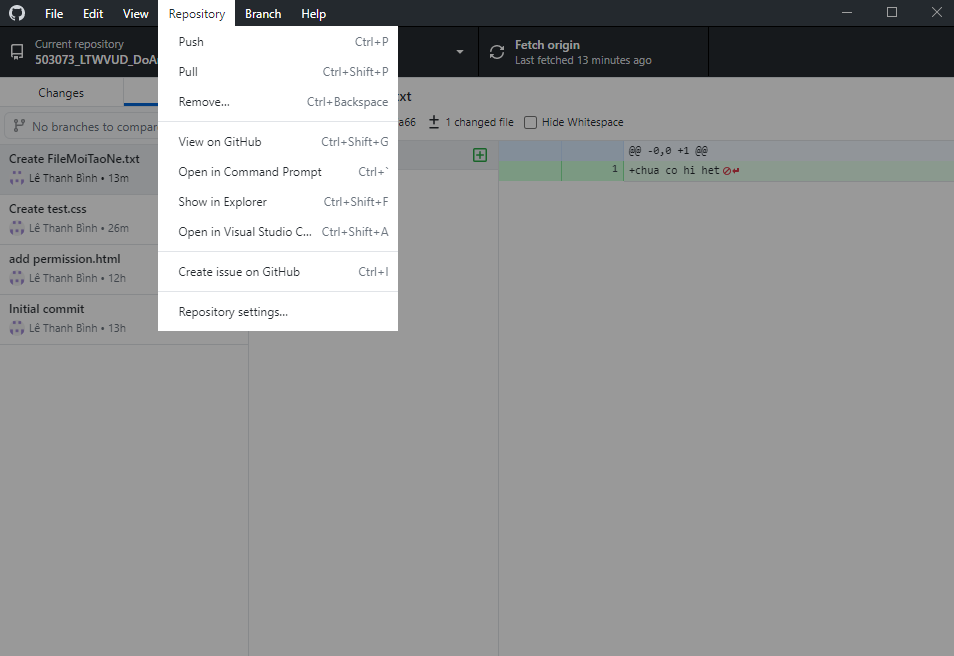 File Edit View Repository Branch Help
Current repository
503073_LTWVUD_DoA
Fetch origin
Last fetched 13 minutes ago
Push Ctrl+P
Pull Ctrl+Shift+P
Remove... Ctrl+Backspace
View on GitHub Ctrl+Shift+G
Open in Command Prompt Ctrl+`
Show in Explorer Ctrl+Shift+F
Open in Visual Studio C... Ctrl+Shift+A
Create issue on GitHub Ctrl+I
Repository settings...
Changes
No branches to compar
Create FileMoiTaoNe.txt
Lê Thanh Bình • 13m
Create test.css
Lê Thanh Bình • 26m
add permission.html
Lê Thanh Bình • 12h
Initial commit
Lê Thanh Bình • 13h
xt
a66 1 changed file Hide Whitespace
@@ -0,0 +1 @@
1 +chua co hi het